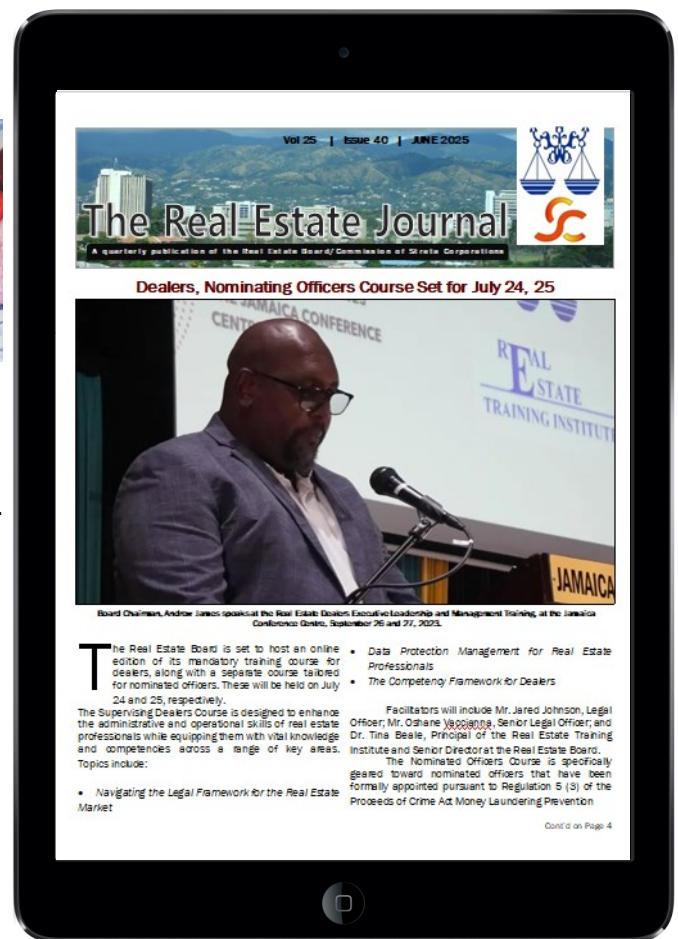 Vol 25 | Issue 40 | JUNE 2025
The Real Estate Journal
A quarterly publication of the Real Estate Board/Commission of Strata Corporations
Dealers, Nominating Officers Course Set for July 24, 25
JAMAICA CONFERENCE
CENTR
REAL
ESTATE
TRAINING INSTITUT
JAMAICA
Board Chairman, Andrew James speaks at the Real Estate Dealers Executive Leadership and Management Training, at the Jamaica
Conference Centre, September 26 and 27, 2023.
The Real Estate Board is set to host an online
edition of its mandatory training course for
dealers, along with a separate course tailored
for nominated officers. These will be held on July
24 and 25, respectively.
The Supervising Dealers Course is designed to enhance
the administrative and operational skills of real estate
professionals while equipping them with vital knowledge
and competencies across a range of key areas.
Topics include:
• Navigating the Legal Framework for the Real Estate
Market
• Data Protection Management for Real Estate
Professionals
• The Competency Framework for Dealers
Facilitators will include Mr. Jared Johnson, Legal
Officer; Mr. Oshane Vaccianna, Senior Legal Officer; and
Dr. Tina Beale, Principal of the Real Estate Training
Institute and Senior Director at the Real Estate Board.
The Nominated Officers Course is specifically
geared toward nominated officers that have been
formally appointed pursuant to Regulation 5 (3) of the
Proceeds of Crime Act Money Laundering Prevention
Cont'd on Page 4